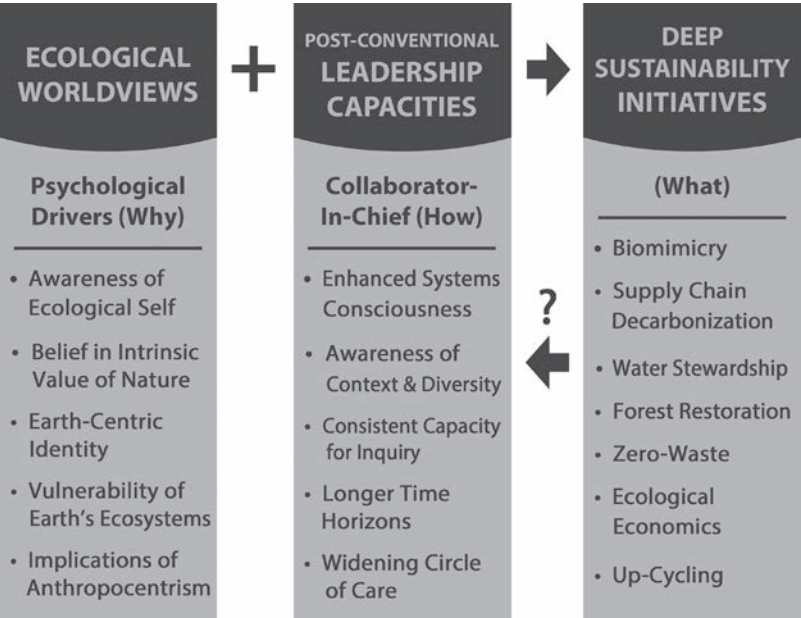 ECOLOGICAL
WORLDVIEWS
Psychological
Drivers (Why)
• Awareness of
Ecological Self
• Belief in Intrinsic
Value of Nature
• Earth-Centric
Identity
• Vulnerability of
Earth's Ecosystems
• Implications of
Anthropocentrism
+
POST-CONVENTIONAL
LEADERSHIP
CAPACITIES
Collaborator-
In-Chief (How)
• Enhanced Systems
Consciousness
• Awareness of
Context & Diversity
• Consistent Capacity
for Inquiry
• Longer Time
Horizons
• Widening Circle
of Care
?
DEEP
SUSTAINABILITY
INITIATIVES
(What)
• Biomimicry
• Supply Chain
Decarbonization
• Water Stewardship
• Forest Restoration
• Zero-Waste
• Ecological
Economics
• Up-Cycling